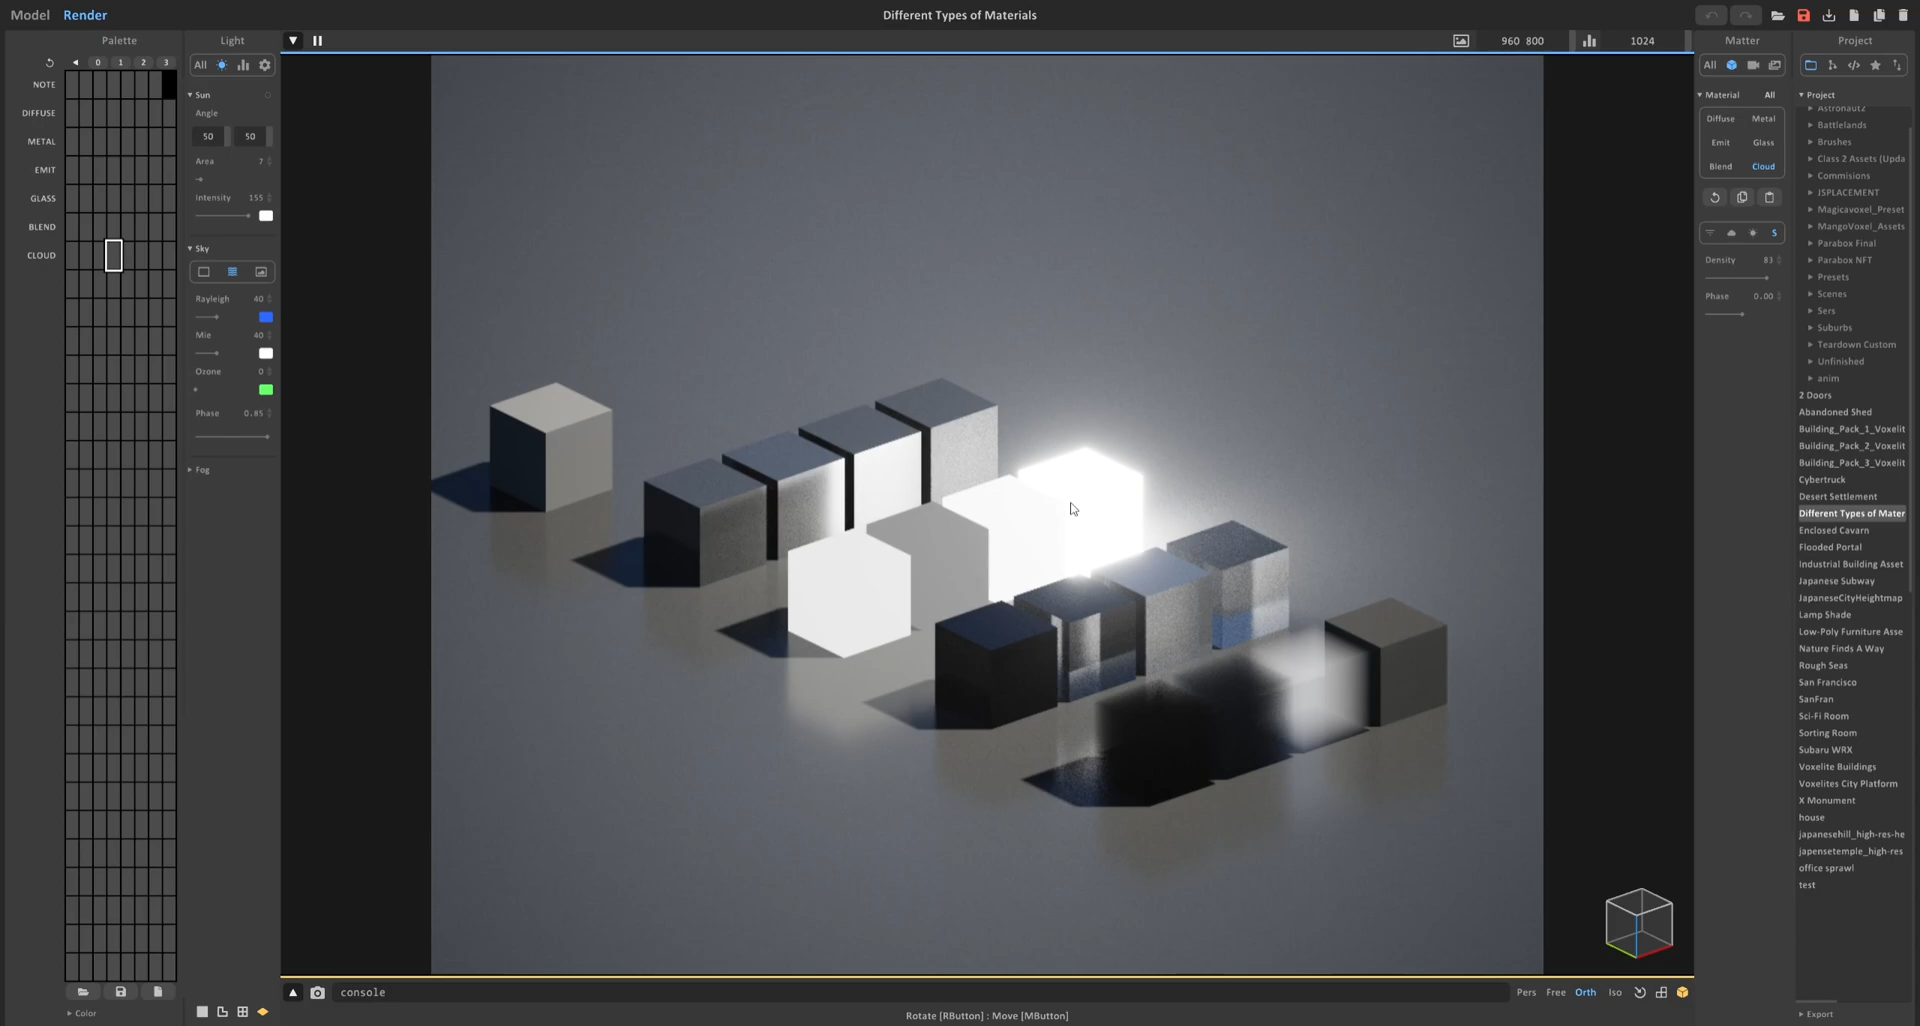 Model Render
Different Types of Materials
Palette
0 1 2 3
NOTE
DIFFUSE
METAL
EMIT
GLASS
BLEND
CLOUD
Color
Light
All
Sun
Angle
50 50
Area 7
Intensity 155
Sky
Rayleigh 40
Mie 40
Ozone 0
Phase 0.85
Fog
960 800
1024
console
Pers Free Orth Iso
Rotate [RButton] : Move [MButton]
Matter
All
Material All
Diffuse Metal
Emit Glass
Blend Cloud
S
Density 83
Phase 0.00
Project
Project
Astronaut2
Battlelands
Brushes
Class 2 Assets (Upda
Commisions
JSPLACEMENT
Magicavoxel_Preset
MangoVoxel_Assets
Parabox Final
Parabox NFT
Presets
Scenes
Sers
Suburbs
Teardown Custom
Unfinished
anim
2 Doors
Abandoned Shed
Building_Pack_1_Voxelit
Building_Pack_2_Voxelit
Building_Pack_3_Voxelit
Cybertruck
Desert Settlement
Different Types of Mater
Enclosed Cavarn
Flooded Portal
Industrial Building Asset
Japanese Subway
JapaneseCityHeightmap
Lamp Shade
Low-Poly Furniture Asse
Nature Finds A Way
Rough Seas
San Francisco
SanFran
Sci-Fi Room
Sorting Room
Subaru WRX
Voxelite Buildings
Voxelites City Platform
X Monument
house
japanesehill_high-res-he
japensetemple_high-res
office sprawl
test
Export